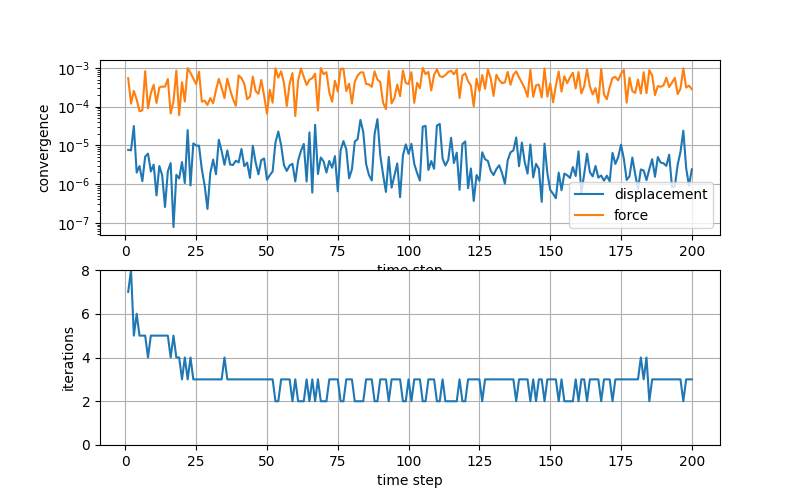 10⁻³
10⁻⁴
10⁻⁵
10⁻⁶
10⁻⁷
convergence
displacement
force
0 25 50 75 100 125 150 175 200
time step
8
6
4
2
0
iterations
0 25 50 75 100 125 150 175 200
time step